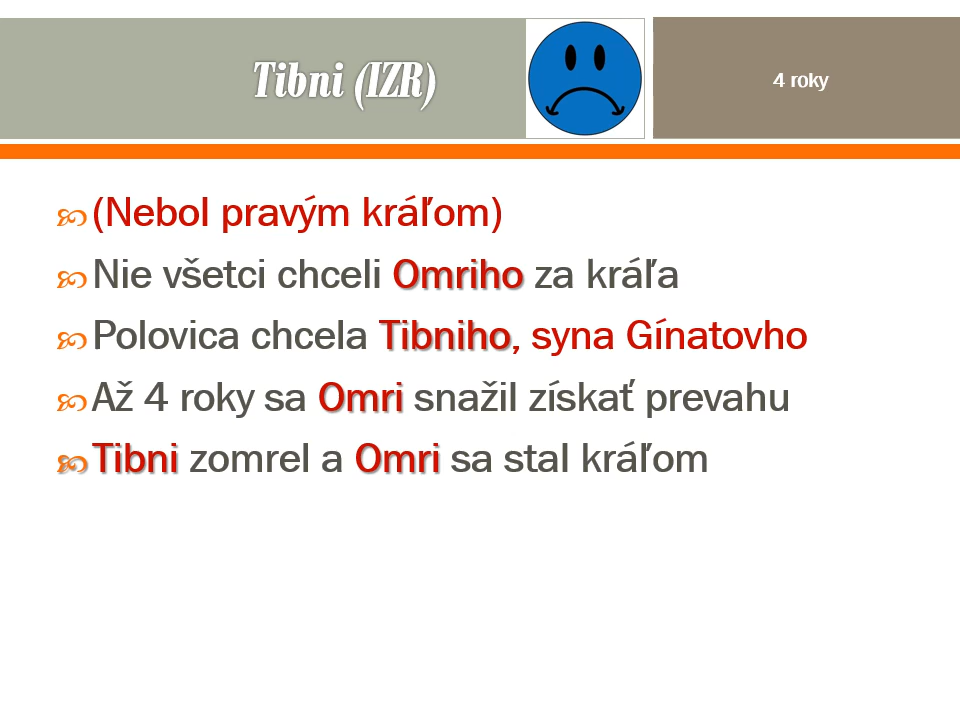 Tibni (IZR)
4 roky
(Nebol pravým kráľom)
Nie všetci chceli Omriho za kráľa
Polovica chcela Tibniho, syna Gínatovho
Až 4 roky sa Omri snažil získať prevahu
Tibni zomrel a Omri sa stal kráľom